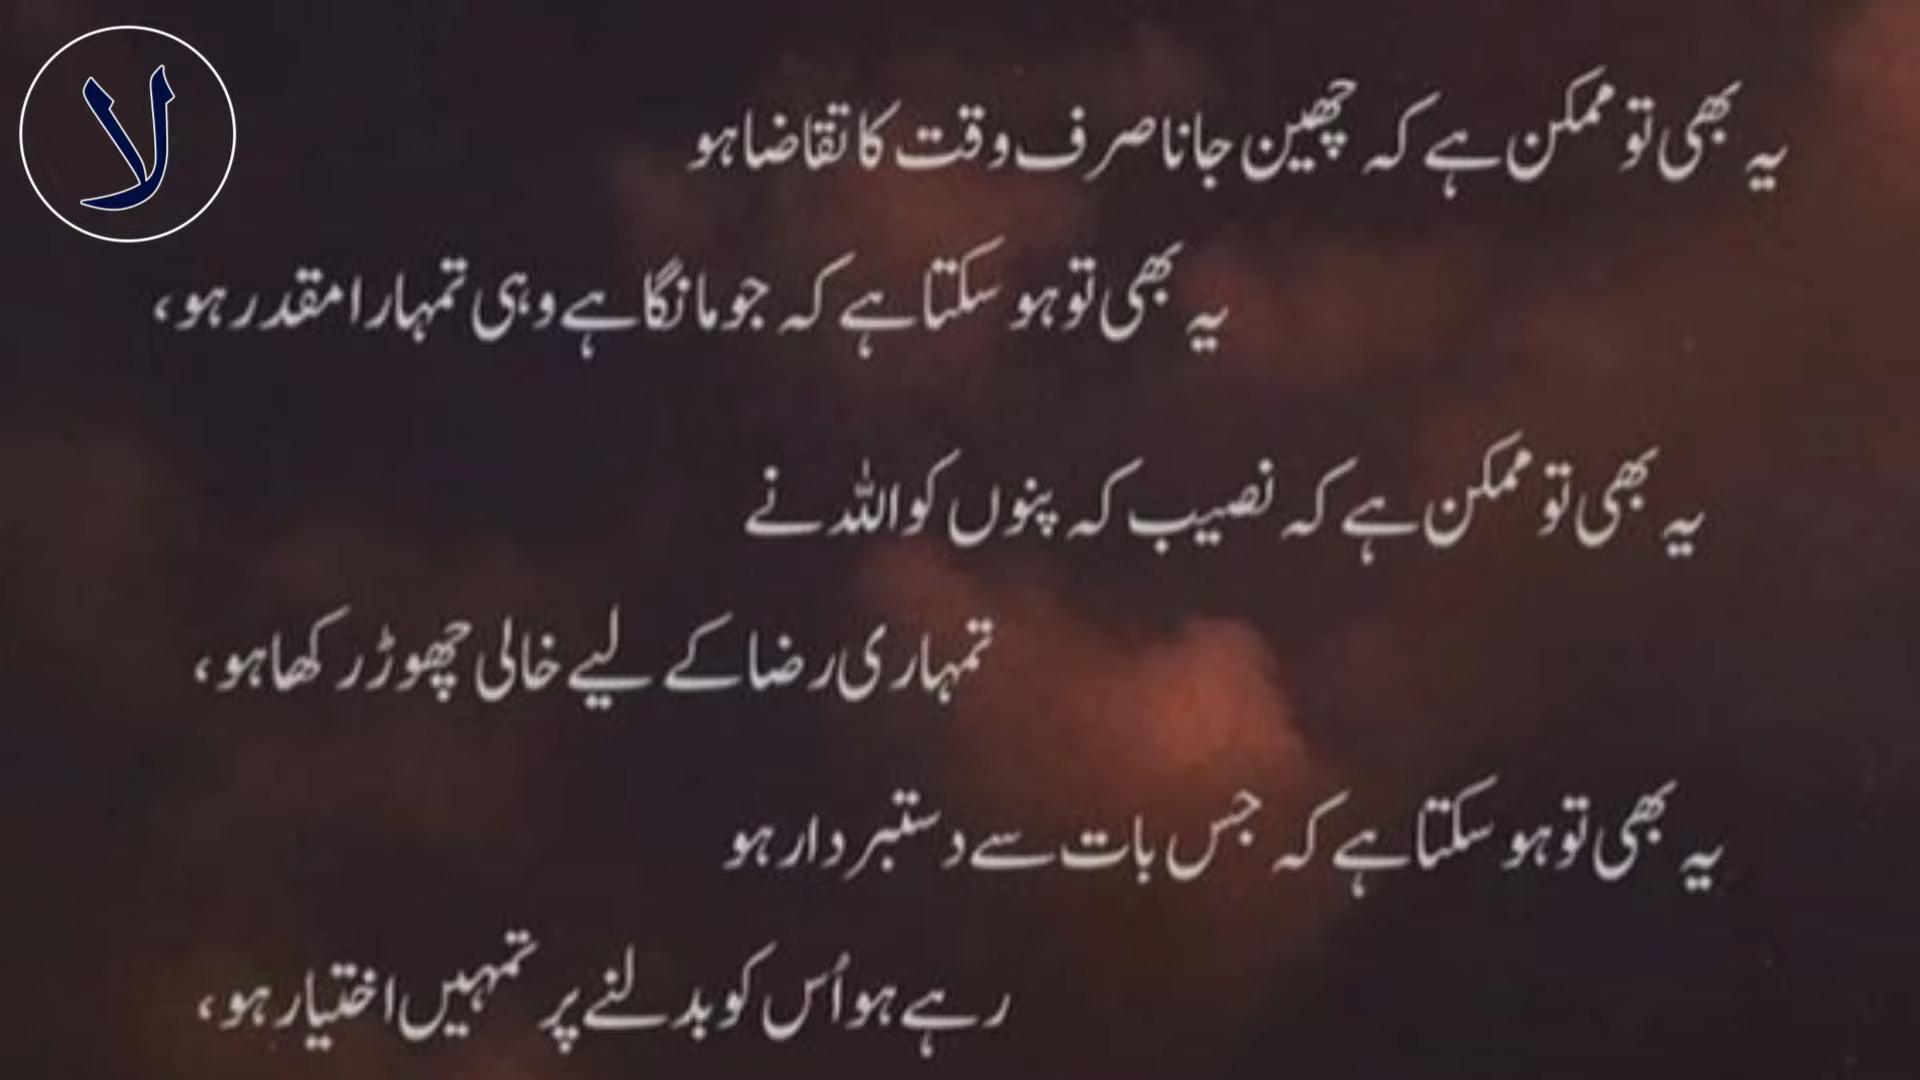 لا
یہ بھی تو ممکن ہے کہ چھین جانا صرف وقت کا تقاضا ہو
یہ بھی تو ہو سکتا ہے کہ جو مانگا ہے وہی تمہارا مقدر ہو،
یہ بھی تو ممکن ہے کہ نصیب کہ پنوں کو اللہ نے
تمہاری رضا کے لیے خالی چھوڑ رکھا ہو،
یہ بھی تو ہو سکتا ہے کہ جس بات سے دستبردار ہو
رہے ہو اُس کو بدلنے پر تمہیں اختیار ہو،